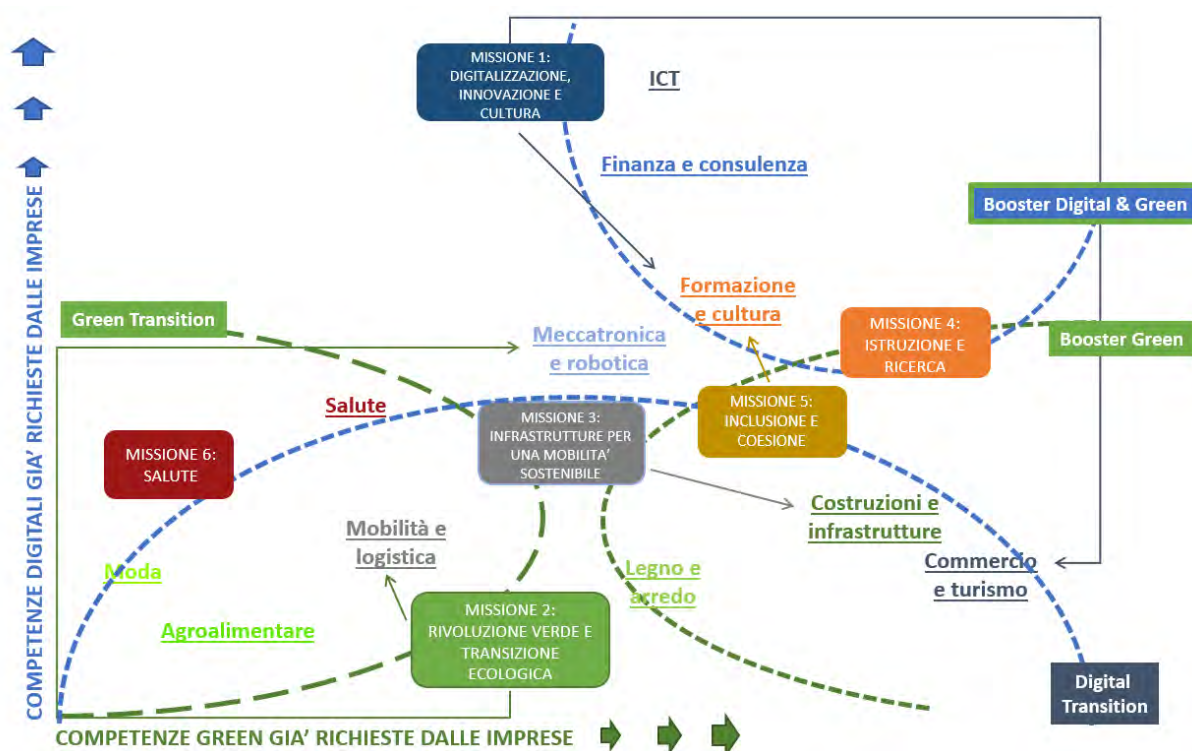 MISSIONE 1:
DIGITALIZZAZIONE,
INNOVAZIONE E
CULTURA
ICT
Finanza e consulenza
Booster Digital & Green
Formazione
e cultura
Green Transition
MISSIONE 4:
ISTRUZIONE E
RICERCA
Booster Green
Meccatronica
e robotica
Salute
MISSIONE 3:
INFRASTRUTTURE PER
UNA MOBILITA'
SOSTENIBILE
MISSIONE 5:
INCLUSIONE E
COESIONE
MISSIONE 6:
SALUTE
Costruzioni e
infrastrutture
Mobilità e
logistica
Moda
Legno e
arredo
Commercio
e turismo
Agroalimentare
MISSIONE 2:
RIVOLUZIONE VERDE E
TRANSIZIONE
ECOLOGICA
Digital
Transition
COMPETENZE DIGITALI GIA' RICHIESTE DALLE IMPRESE
COMPETENZE GREEN GIA' RICHIESTE DALLE IMPRESE